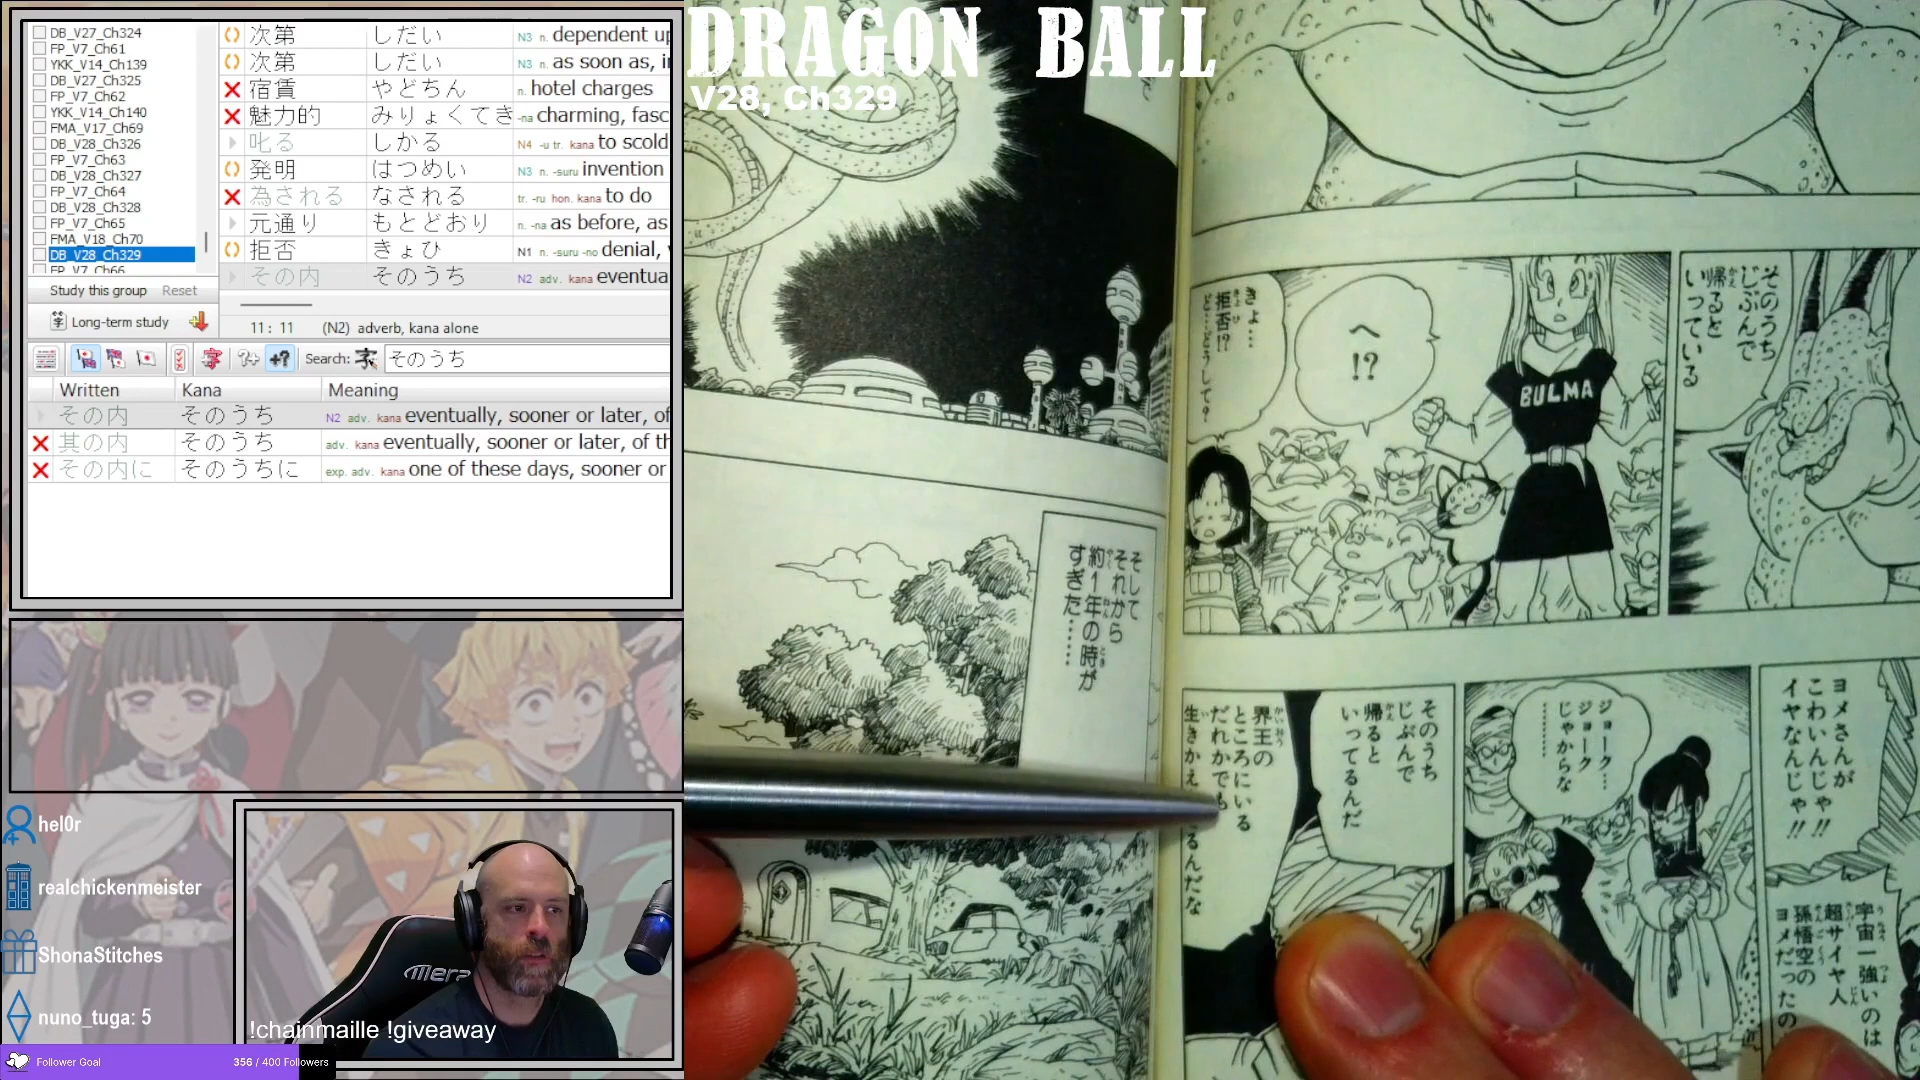 DB_V27_Ch324
FP_V7_Ch61
YKK_V14_Ch139
DB_V27_Ch325
FP_V7_Ch62
YKK_V14_Ch140
FMA_V17_Ch69
DB_V28_Ch326
FP_V7_Ch63
DB_V28_Ch327
FP_V7_Ch64
DB_V28_Ch328
FP_V7_Ch65
FMA_V18_Ch70
DB_V28_Ch329
FP_V7_Ch66
Study this group Reset
Long-term study
次第 しだい N3 n. dependent up
次第 しだい N3 n. as soon as, i
宿賃 やどちん n. hotel charges
魅力的 みりょくてき -na charming, fasc
叱る しかる N4 -u tr. kana to scold
発明 はつめい N3 n. -suru invention
為される なされる tr. -ru hon. kana to do
元通り もとどおり n. -na as before, as
拒否 きょひ N1 n. -suru -no denial,
その内 そのうち N2 adv. kana eventua
11: 11 (N2) adverb, kana alone
Search: そのうち
Written Kana Meaning
その内 そのうち N2 adv. kana eventually, sooner or later, of
其の内 そのうち adv. kana eventually, sooner or later, of th
その内に そのうちに exp. adv. kana one of these days, sooner or
hel0r
realchickenmeister
ShonaStitches
nuno_tuga: 5
!chainmaille !giveaway
Follower Goal 356 / 400 Followers
DRAGON BALL
V28, Ch329
そのうち
じぶんで
帰ると
いっている
へ
!?
BULMA
きょ…
拒否!?
ど…どうして?
ヨメさんが
こわいんじゃ!!
イヤなんじゃ!!
宇宙一強いのは
超サイヤ人
孫悟空の
ヨメだったの
ジョーク…
ジョーク
じゃからな
………
そのうち
じぶんで
帰ると
いってるんだ
界王の
ところにいる
だれかでも
生きかえ
るんだな
そして
それから
約1年の時が
すぎた……